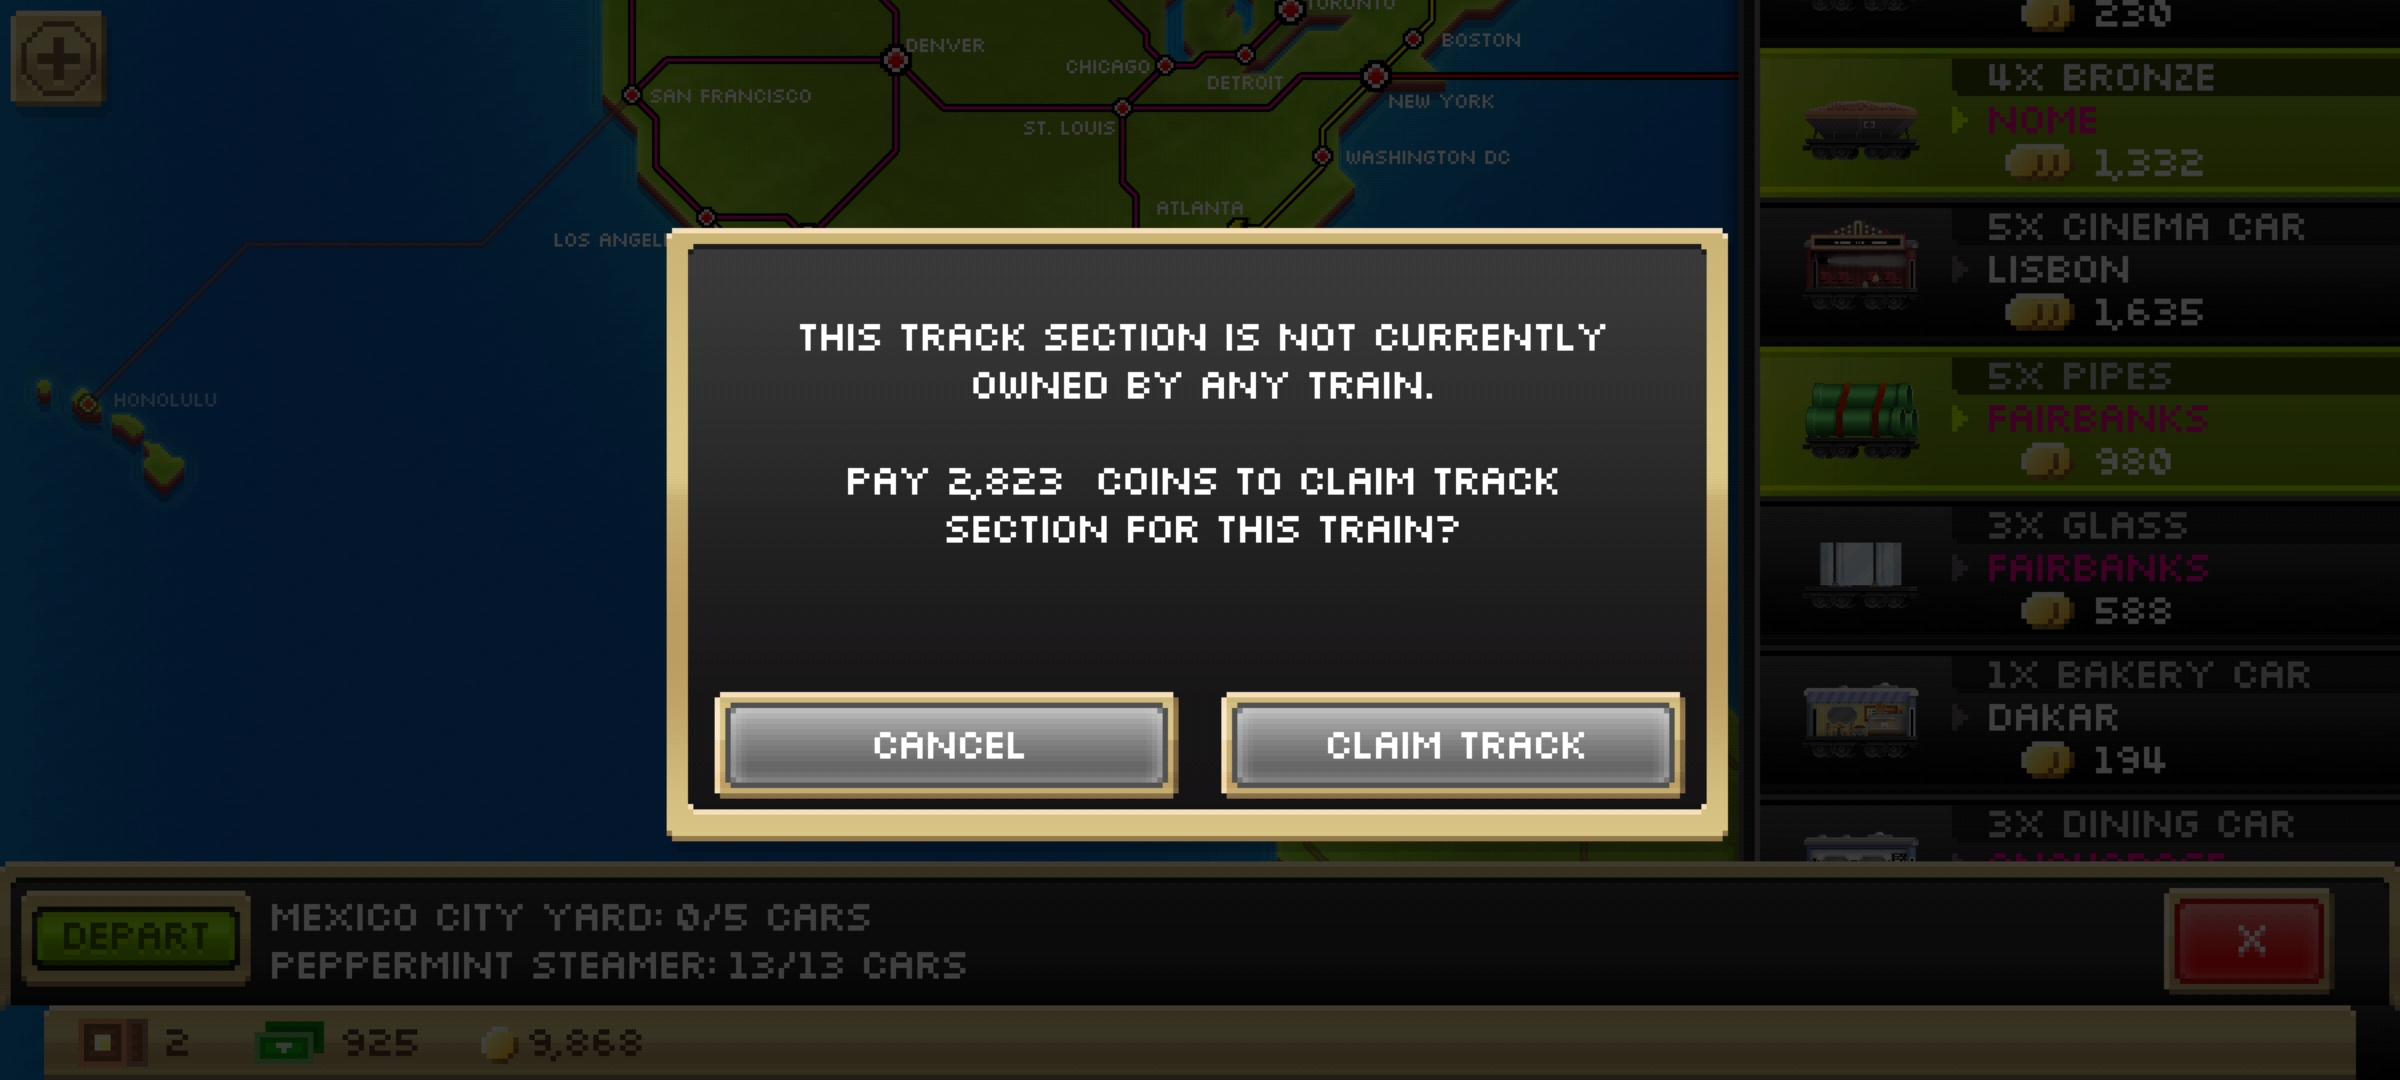 TORONTO
DENVER
BOSTON
CHICAGO
DETROIT
SAN FRANCISCO
NEW YORK
ST. LOUIS
WASHINGTON DC
ATLANTA
LOS ANGEL
HONOLULU
THIS TRACK SECTION IS NOT CURRENTLY
OWNED BY ANY TRAIN.
PAY 2,823 COINS TO CLAIM TRACK
SECTION FOR THIS TRAIN?
CANCEL
CLAIM TRACK
230
4X BRONZE
NOME
1,332
5X CINEMA CAR
LISBON
1,635
5X PIPES
FAIRBANKS
980
3X GLASS
FAIRBANKS
588
1X BAKERY CAR
DAKAR
194
3X DINING CAR
DEPART
MEXICO CITY YARD: 0/5 CARS
PEPPERMINT STEAMER: 13/13 CARS
X
2
925
9,868